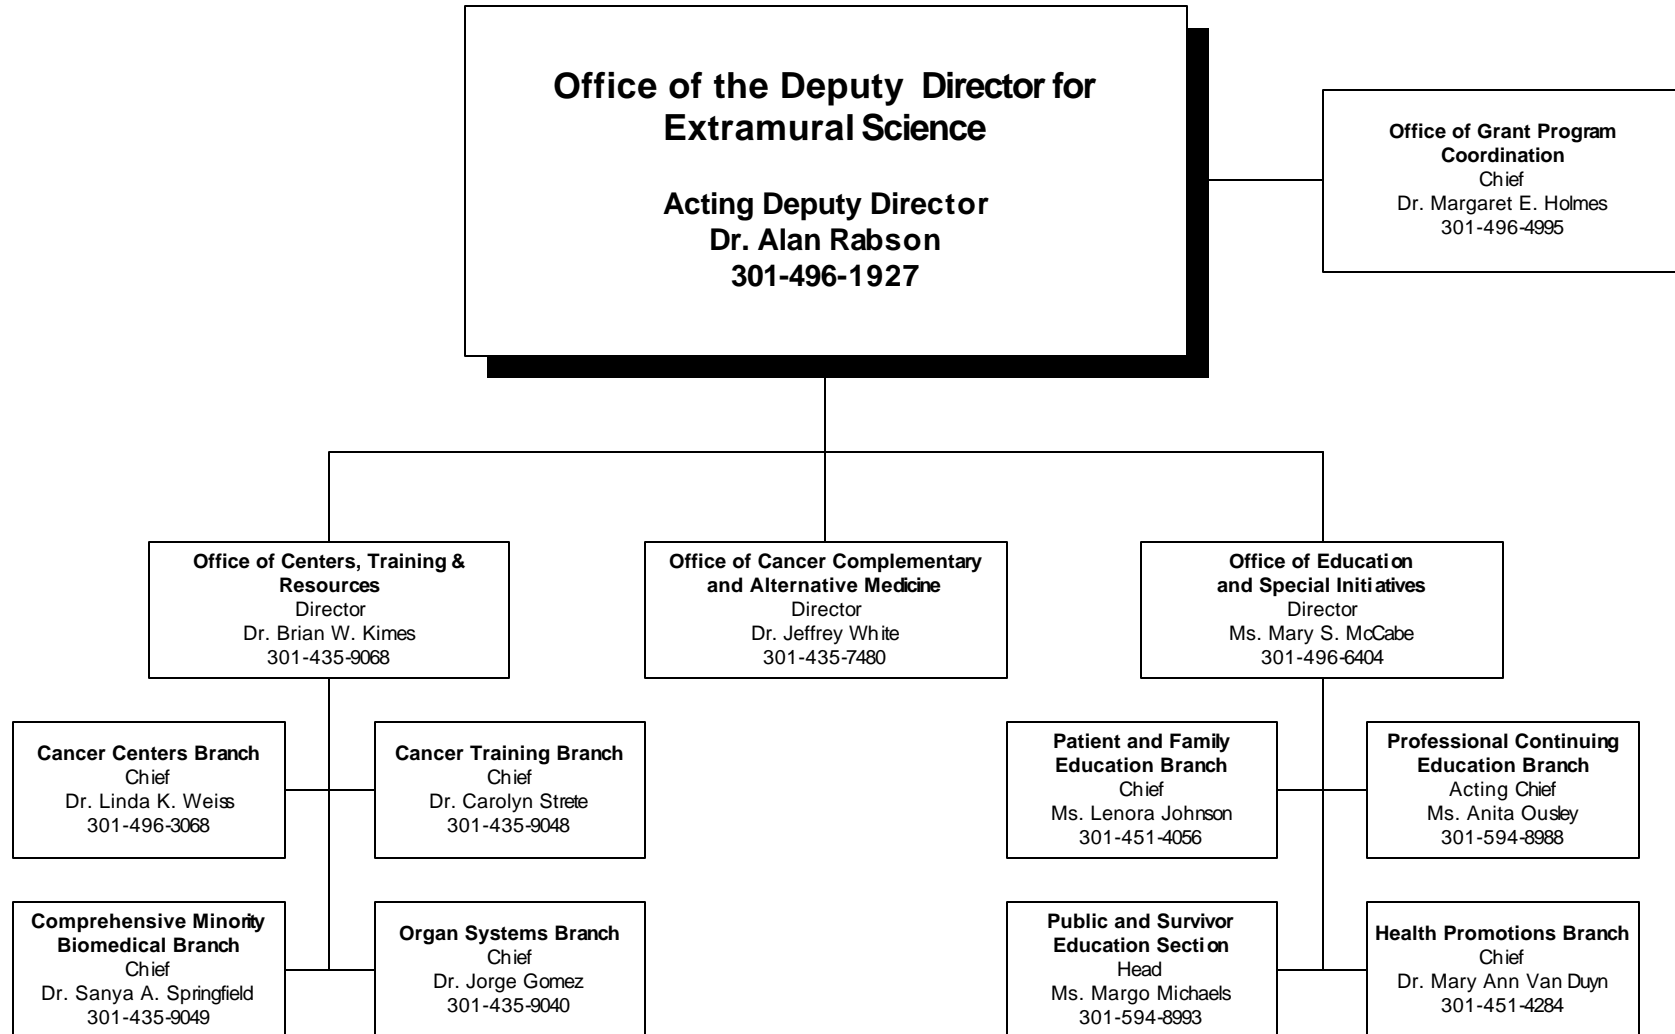 Office of the Deputy Director for
Extramural Science
Acting Deputy Director
Dr. Alan Rabson
301-496-1927
Office of Grant Program
Coordination
Chief
Dr. Margaret E. Holmes
301-496-4995
Office of Centers, Training &
Resources
Director
Dr. Brian W. Kimes
301-435-9068
Office of Cancer Complementary
and Alternative Medicine
Director
Dr. Jeffrey White
301-435-7480
Office of Education
and Special Initiatives
Director
Ms. Mary S. McCabe
301-496-6404
Cancer Centers Branch
Chief
Dr. Linda K. Weiss
301-496-3068
Cancer Training Branch
Chief
Dr. Carolyn Strete
301-435-9048
Patient and Family
Education Branch
Chief
Ms. Lenora Johnson
301-451-4056
Professional Continuing
Education Branch
Acting Chief
Ms. Anita Ousley
301-594-8988
Comprehensive Minority
Biomedical Branch
Chief
Dr. Sanya A. Springfield
301-435-9049
Organ Systems Branch
Chief
Dr. Jorge Gomez
301-435-9040
Public and Survivor
Education Section
Head
Ms. Margo Michaels
301-594-8993
Health Promotions Branch
Chief
Dr. Mary Ann Van Duyn
301-451-4284